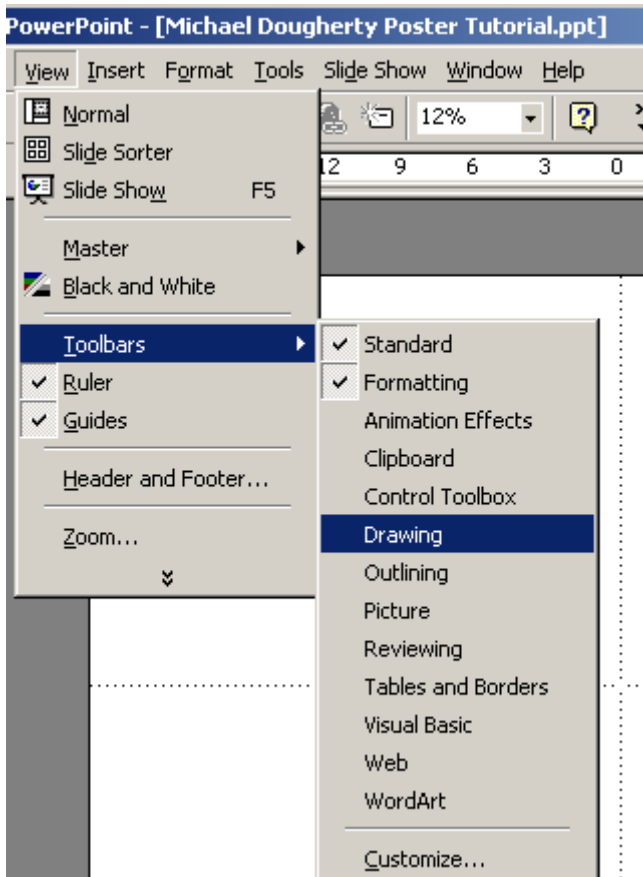 PowerPoint - [Michael Dougherty Poster Tutorial.ppt]
View Insert Format Tools Slide Show Window Help
Normal
12%
Slide Sorter
12 9 6 3 0
Slide Show F5
Master
Black and White
Toolbars
Ruler
Guides
Header and Footer...
Zoom...
Standard
Formatting
Animation Effects
Clipboard
Control Toolbox
Drawing
Outlining
Picture
Reviewing
Tables and Borders
Visual Basic
Web
WordArt
Customize...